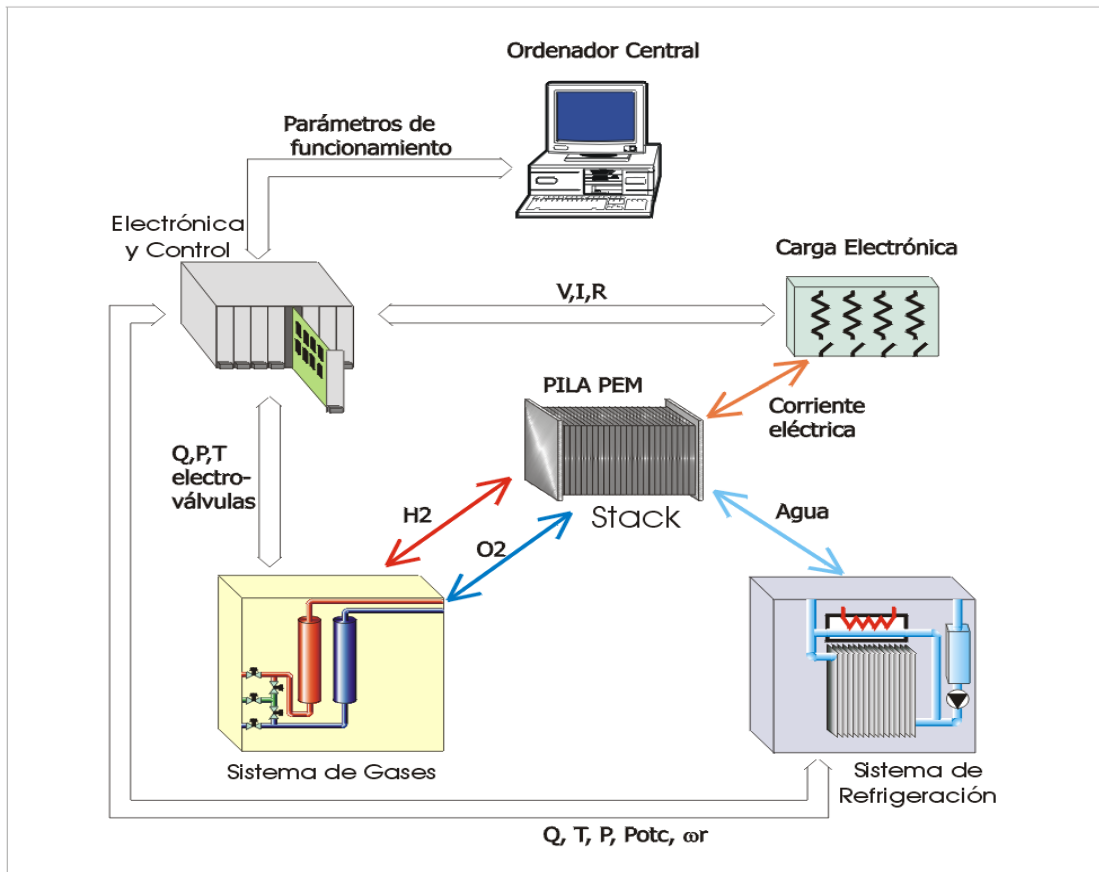 Ordenador Central
Parámetros de
funcionamiento
Electrónica
y Control
Carga Electrónica
V,I,R
PILA PEM
Corriente
eléctrica
Q,P,T
electro-
válvulas
H2
Stack
Agua
O2
Sistema de Gases
Sistema de
Refrigeración
Q, T, P, Potc, ωr